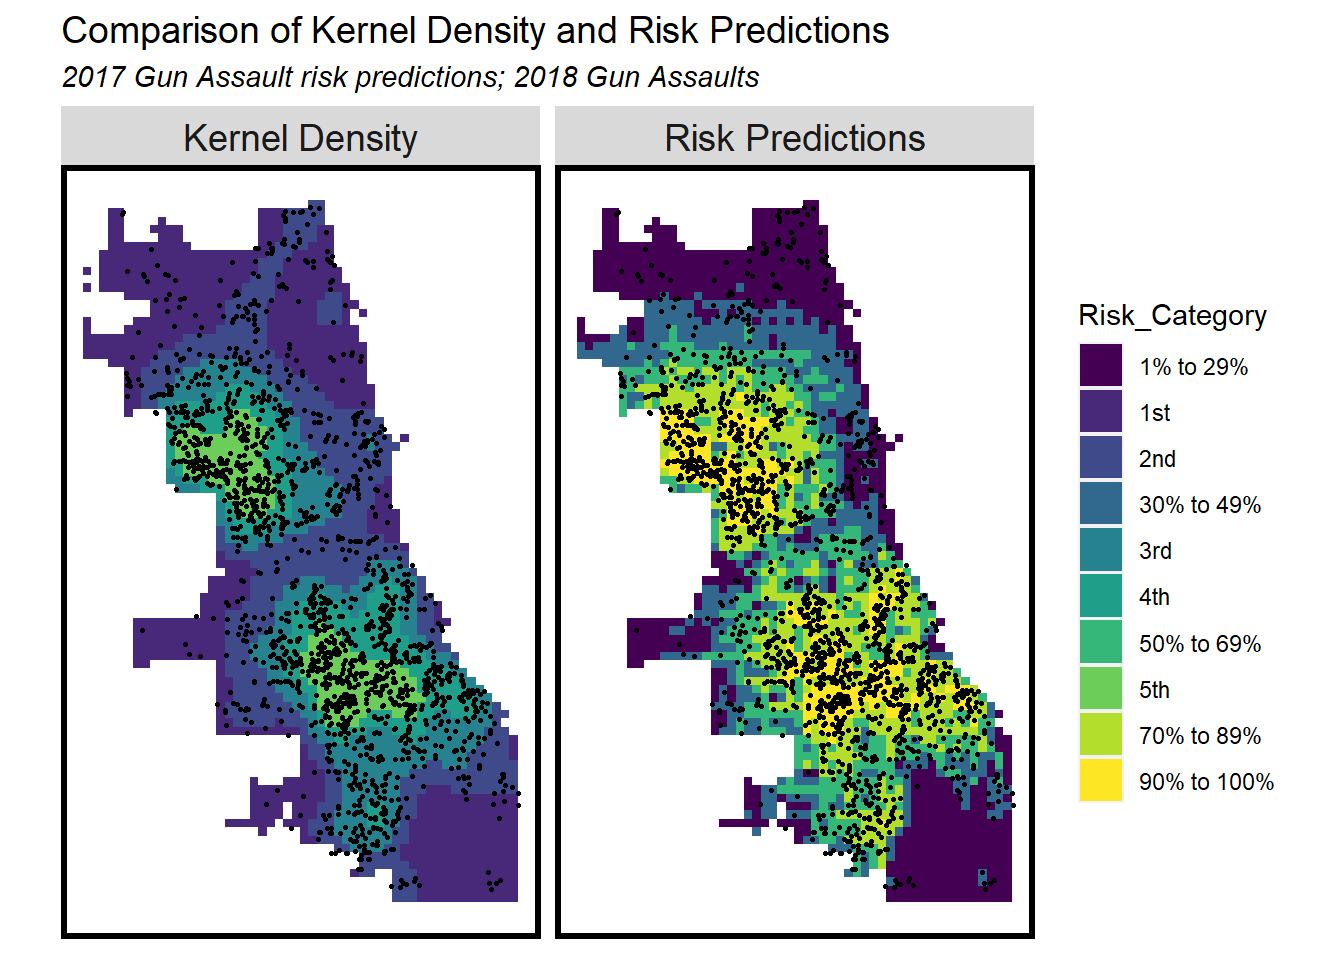 Comparison of Kernel Density and Risk Predictions
2017 Gun Assault risk predictions; 2018 Gun Assaults
Kernel Density
Risk Predictions
Risk_Category
1% to 29%
1st
2nd
30% to 49%
3rd
4th
50% to 69%
5th
70% to 89%
90% to 100%